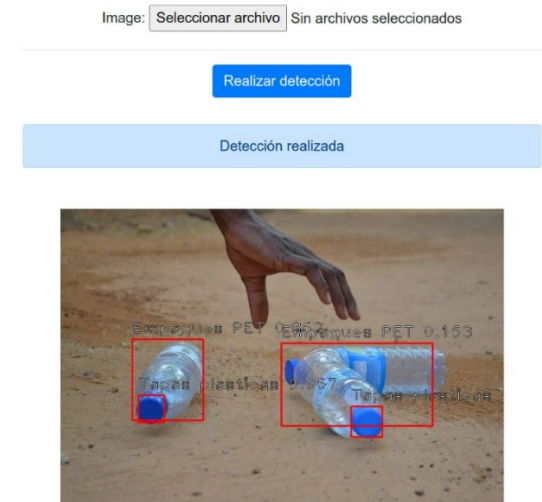 Image: Seleccionar archivo Sin archivos seleccionados
Realizar detección
Detección realizada
Empaques PET
Empaques PET 0.153
Tapas plasticas
Tapas plasticas